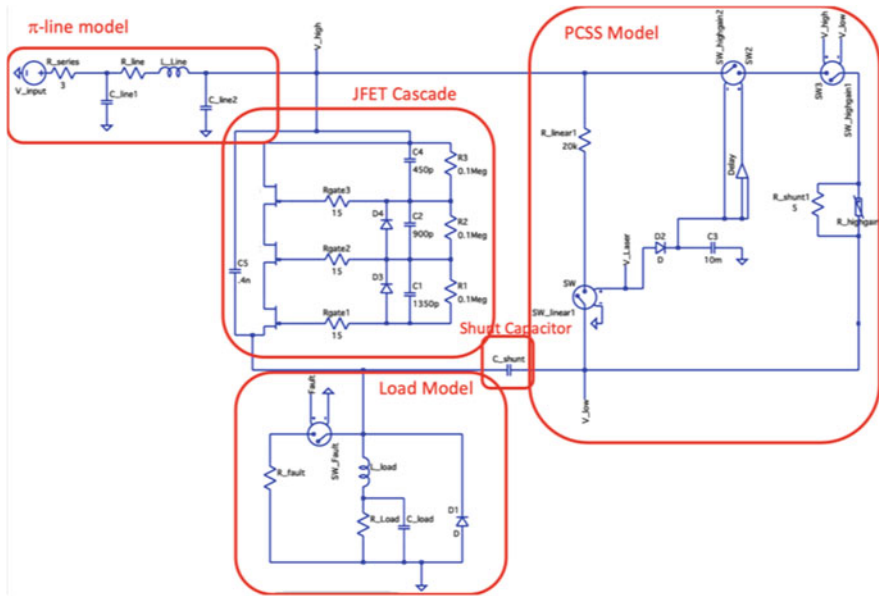 π-line model
R_series
3
R_line
L_Line
V_input
C_line1
C_line2
V_high
JFET Cascade
C4
450p
R3
0.1Meg
Rgate3
15
D4
C2
900p
R2
0.1Meg
Rgate2
15
C5
.4n
D3
C1
1350p
R1
0.1Meg
Rgate1
15
Shunt Capacitor
C_shunt
PCSS Model
SW_highgain2
SW2
V_high
V_low
SW3
SW_highgain1
R_linear1
20k
Delay
R_shunt1
5
R_highgain
V_Laser
D2
D
C3
10m
SW
SW_linear1
V_low
Load Model
Fault
SW_Fault
R_fault
L_load
R_Load
C_load
D1
D